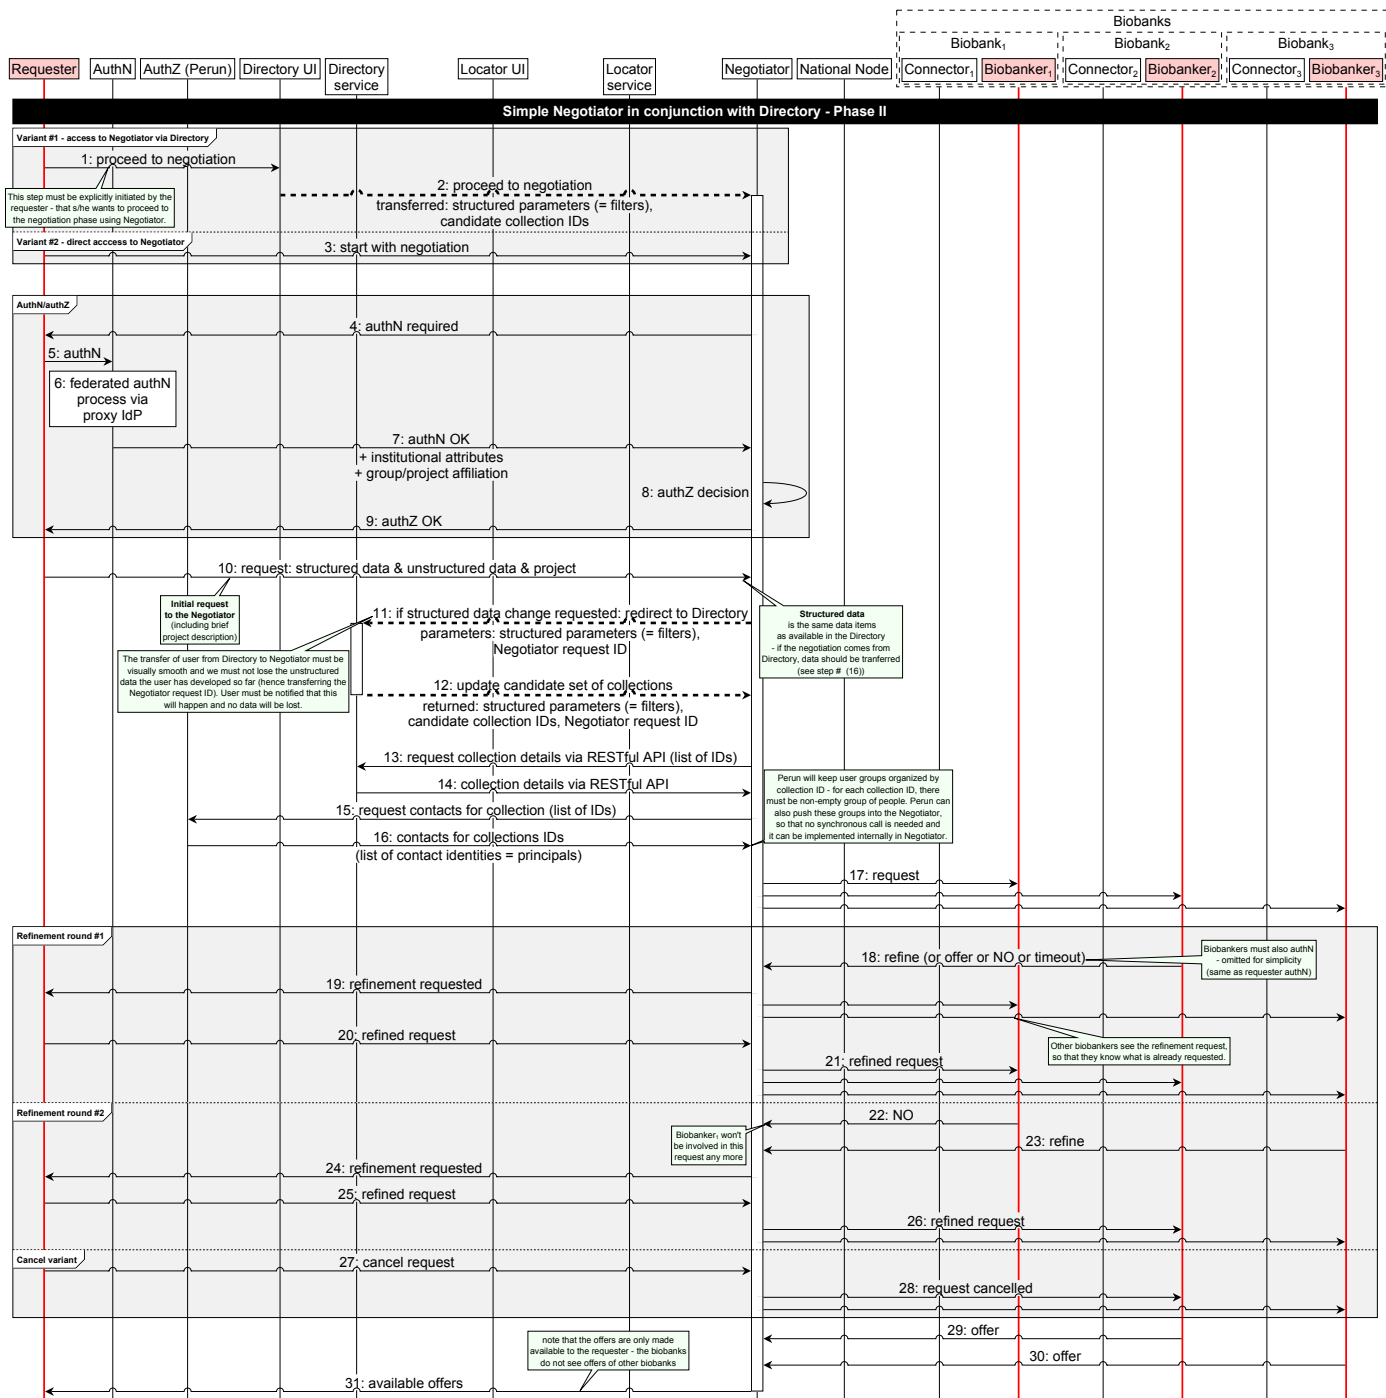 Biobanks
Biobank1
Biobank2
Biobank3
Requester
AuthN
AuthZ (Perun)
Directory UI
Directory
service
Locator UI
Locator
service
Negotiator
National Node
Connector1
Biobanker1
Connector2
Biobanker2
Connector3
Biobanker3
Simple Negotiator in conjunction with Directory - Phase II
Variant #1 - access to Negotiator via Directory
1: proceed to negotiation
This step must be explicitly initiated by the
requester - that s/he wants to proceed to
the negotiation phase using Negotiator.
2: proceed to negotiation
transferred: structured parameters (= filters),
candidate collection IDs
Variant #2 - direct acccess to Negotiator
3: start with negotiation
AuthN/authZ
4: authN required
5: authN
6: federated authN
process via
proxy IdP
7: authN OK
+ institutional attributes
+ group/project affiliation
8: authZ decision
9: authZ OK
10: request: structured data & unstructured data & project
Initial request
to the Negotiator
(including brief
project description)
Structured data
is the same data items
as available in the Directory
- if the negotiation comes from
Directory, data should be tranferred
(see step # (16))
11: if structured data change requested: redirect to Directory
parameters: structured parameters (= filters),
Negotiator request ID
The transfer of user from Directory to Negotiator must be
visually smooth and we must not lose the unstructured
data the user has developed so far (hence transferring the
Negotiator request ID). User must be notified that this
will happen and no data will be lost.
12: update candidate set of collections
returned: structured parameters (= filters),
candidate collection IDs, Negotiator request ID
13: request collection details via RESTful API (list of IDs)
14: collection details via RESTful API
Perun will keep user groups organized by
collection ID - for each collection ID, there
must be non-empty group of people. Perun can
also push these groups into the Negotiator,
so that no synchronous call is needed and
it can be implemented internally in Negotiator.
15: request contacts for collection (list of IDs)
16: contacts for collections IDs
(list of contact identities = principals)
17: request
Refinement round #1
18: refine (or offer or NO or timeout)
Biobankers must also authN
- omitted for simplicity
(same as requester authN)
19: refinement requested
20: refined request
Other biobankers see the refinement request,
so that they know what is already requested.
21: refined request
Refinement round #2
22: NO
Biobanker1 won't
be involved in this
request any more
23: refine
24: refinement requested
25: refined request
26: refined request
Cancel variant
27: cancel request
28: request cancelled
29: offer
note that the offers are only made
available to the requester - the biobanks
do not see offers of other biobanks
30: offer
31: available offers